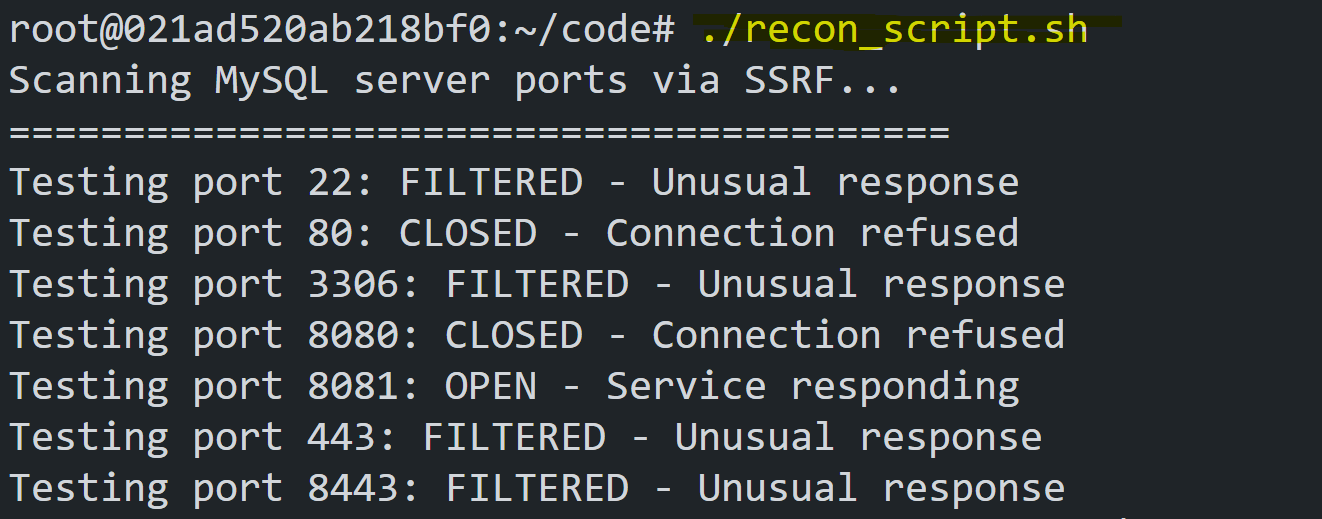 root@021ad520ab218bf0:~/code# ./recon_script.sh
Scanning MySQL server ports via SSRF...
=========================================
Testing port 22: FILTERED - Unusual response
Testing port 80: CLOSED - Connection refused
Testing port 3306: FILTERED - Unusual response
Testing port 8080: CLOSED - Connection refused
Testing port 8081: OPEN - Service responding
Testing port 443: FILTERED - Unusual response
Testing port 8443: FILTERED - Unusual response